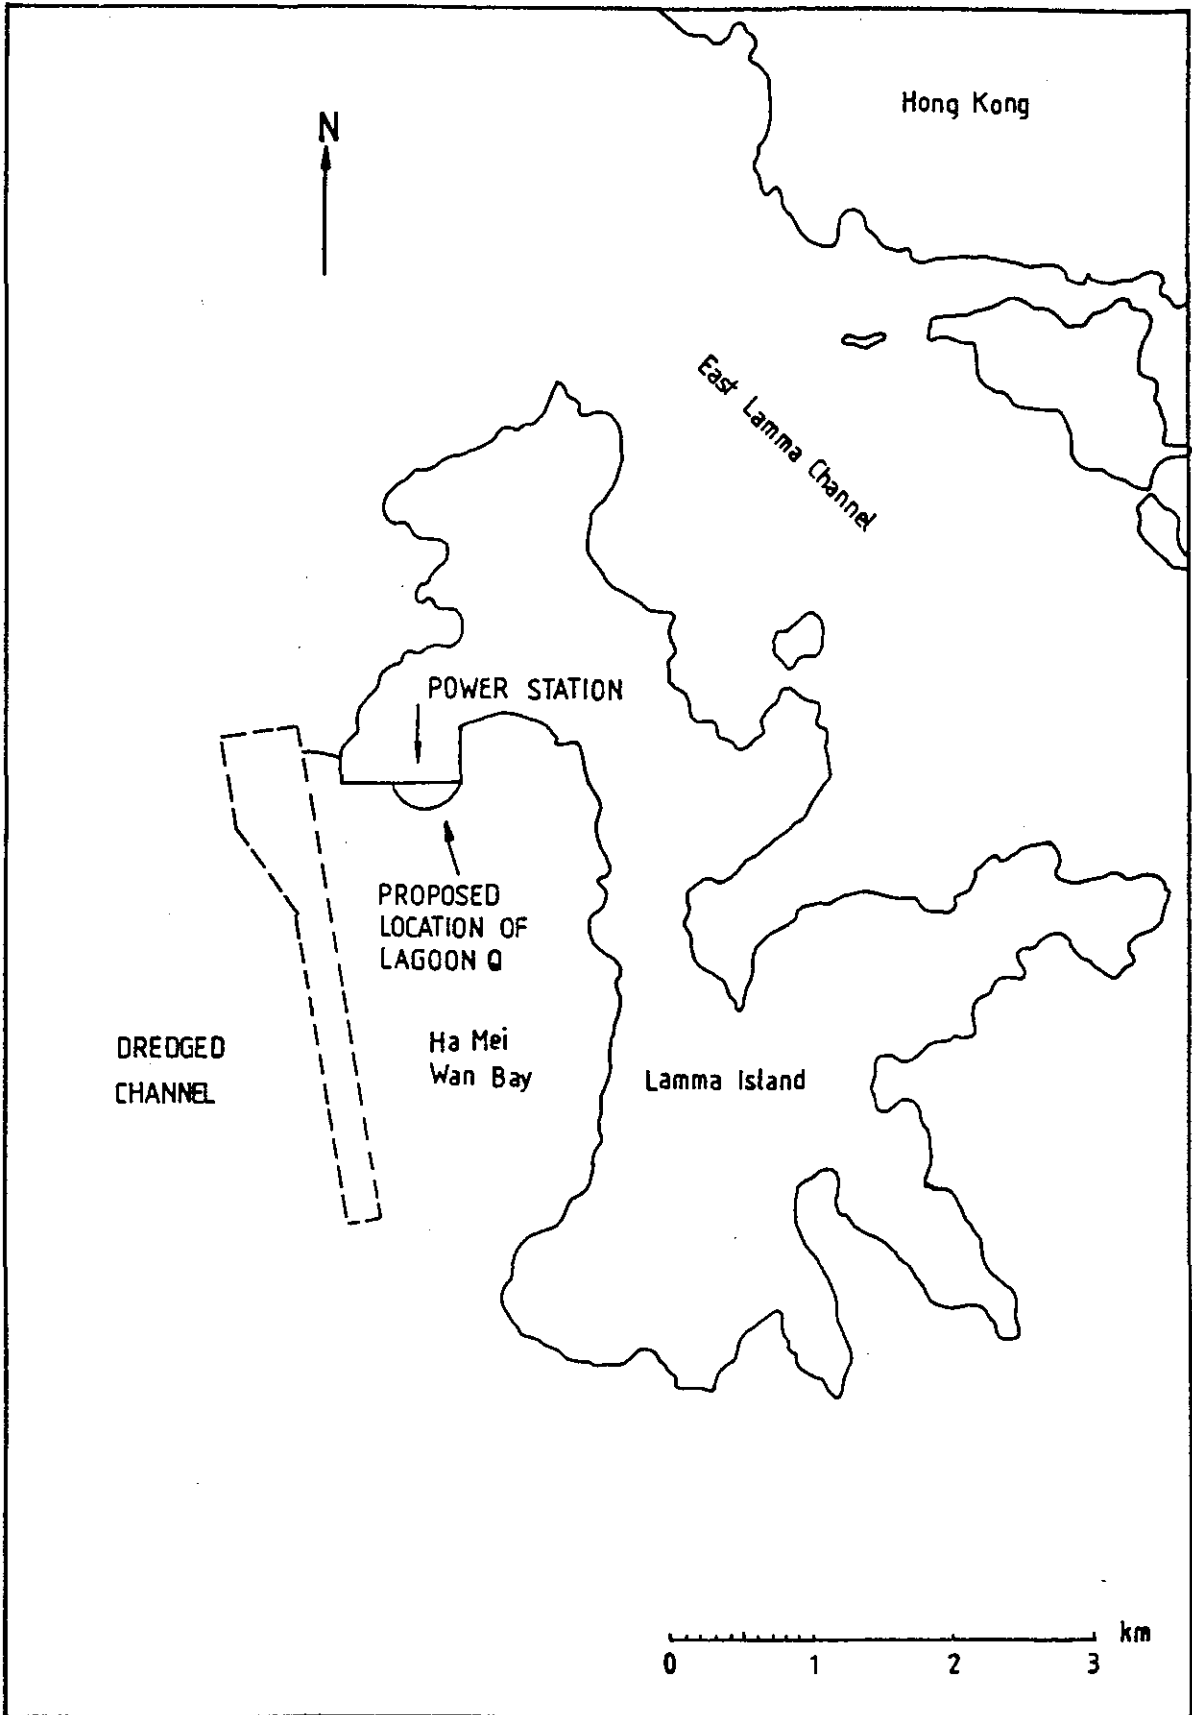 Hong Kong
N
East Lamma Channel
POWER STATION
PROPOSED
LOCATION OF
LAGOON Q
DREDGED
CHANNEL
Ha Mei
Wan Bay
Lamma Island
km
0 1 2 3